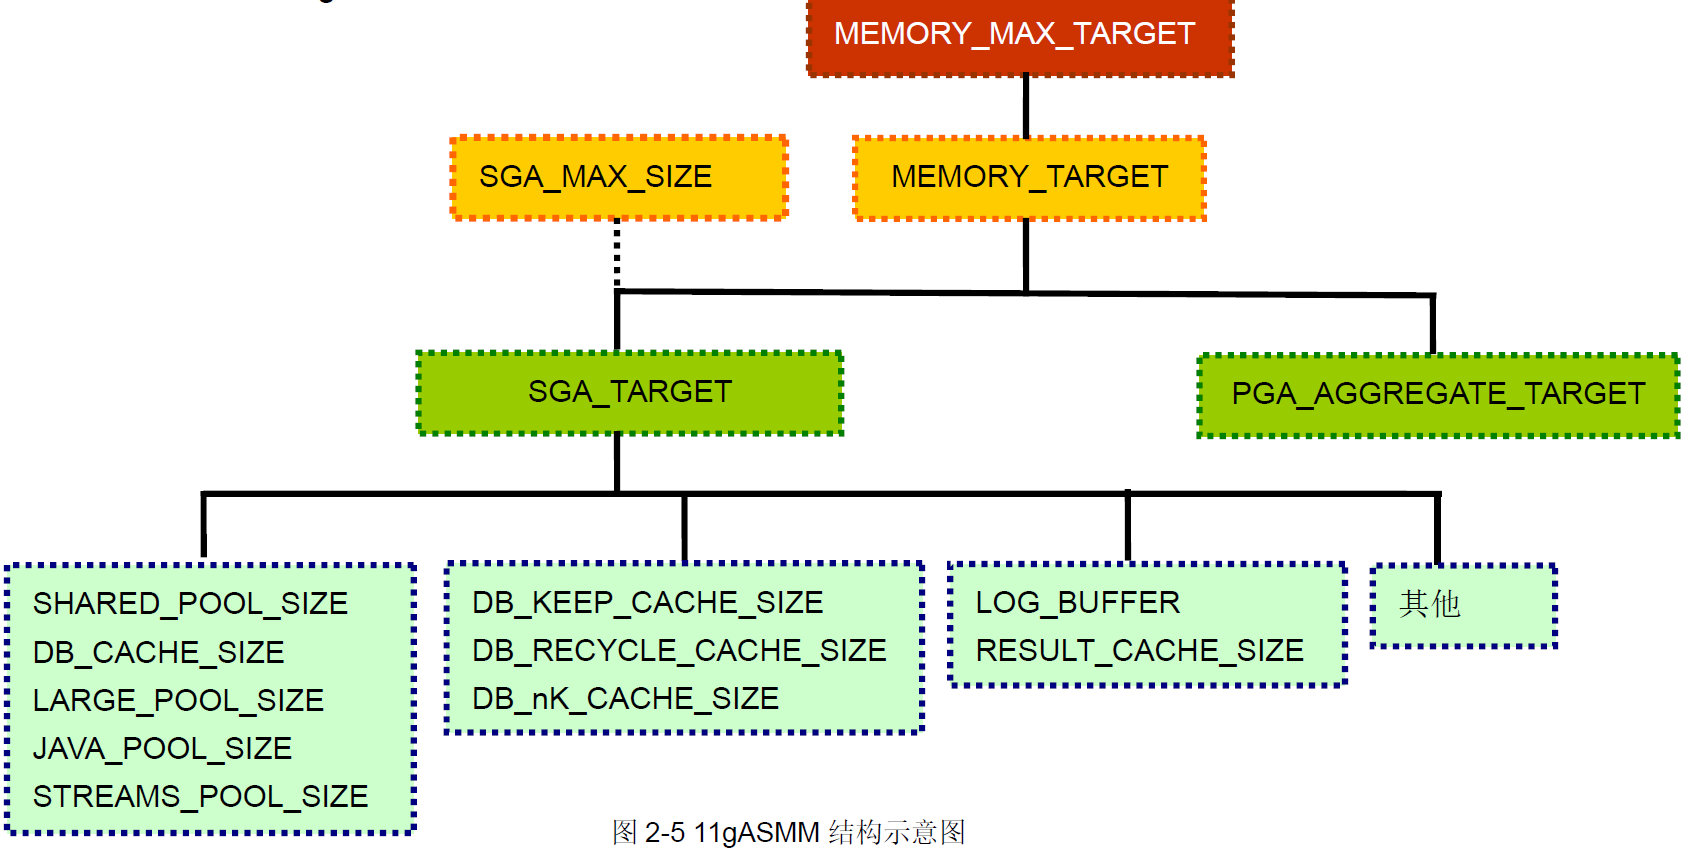 MEMORY_MAX_TARGET
SGA_MAX_SIZE
MEMORY_TARGET
SGA_TARGET
PGA_AGGREGATE_TARGET
SHARED_POOL_SIZE
DB_CACHE_SIZE
LARGE_POOL_SIZE
JAVA_POOL_SIZE
STREAMS_POOL_SIZE
DB_KEEP_CACHE_SIZE
DB_RECYCLE_CACHE_SIZE
DB_nK_CACHE_SIZE
LOG_BUFFER
RESULT_CACHE_SIZE
其他
图 2-5 11gASMM 结构示意图